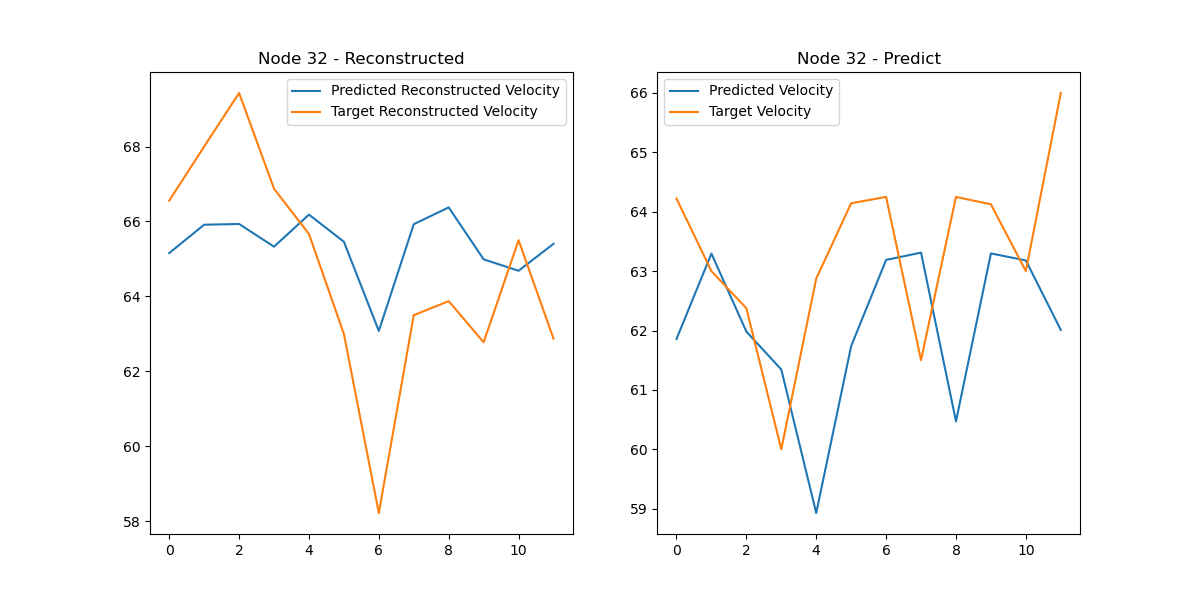 Node 32 - Reconstructed
Predicted Reconstructed Velocity
Target Reconstructed Velocity
68
66
64
62
60
58
0 2 4 6 8 10
Node 32 - Predict
Predicted Velocity
Target Velocity
66
65
64
63
62
61
60
59
0 2 4 6 8 10